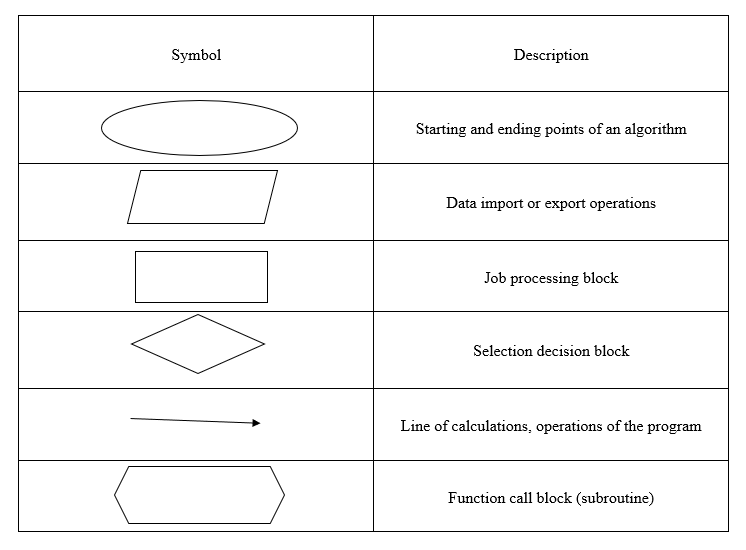 Symbol
Description
Starting and ending points of an algorithm
Data import or export operations
Job processing block
Selection decision block
Line of calculations, operations of the program
Function call block (subroutine)